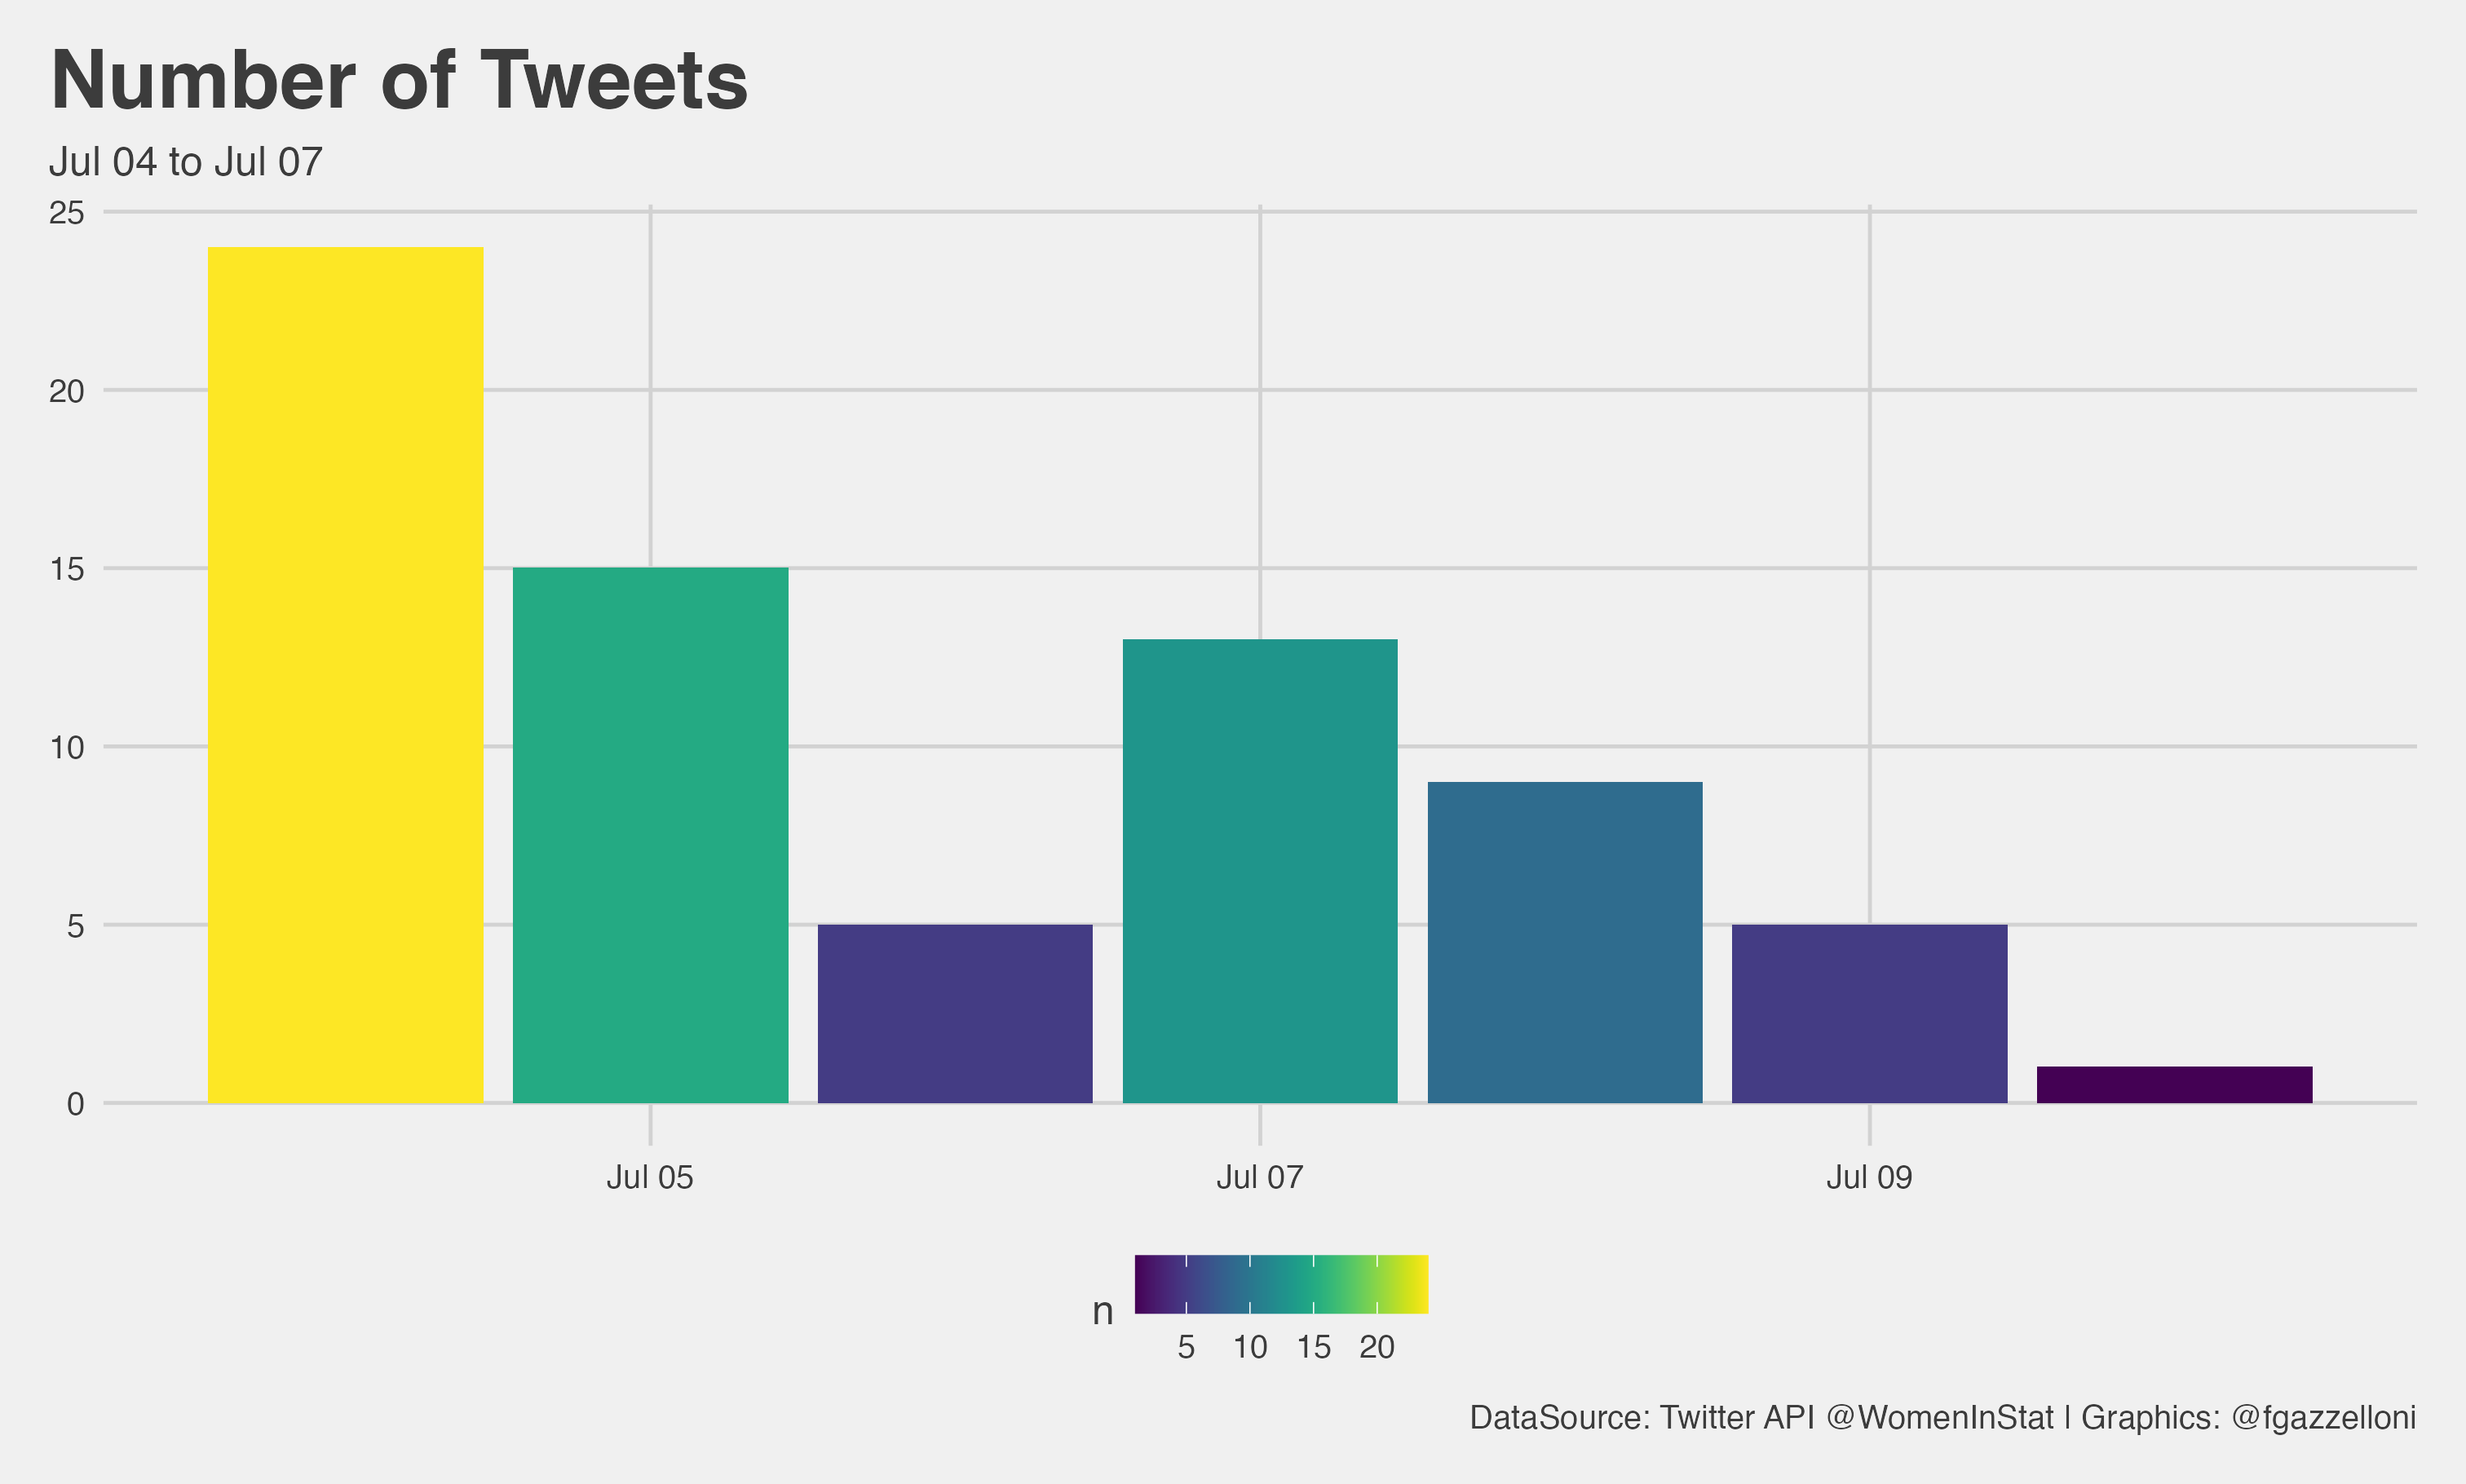 Number of Tweets
Jul 04 to Jul 07
25
20
15
10
5
0
Jul 05 Jul 07 Jul 09
n
5 10 15 20
DataSource: Twitter API @WomenInStat | Graphics: @fgazzelloni